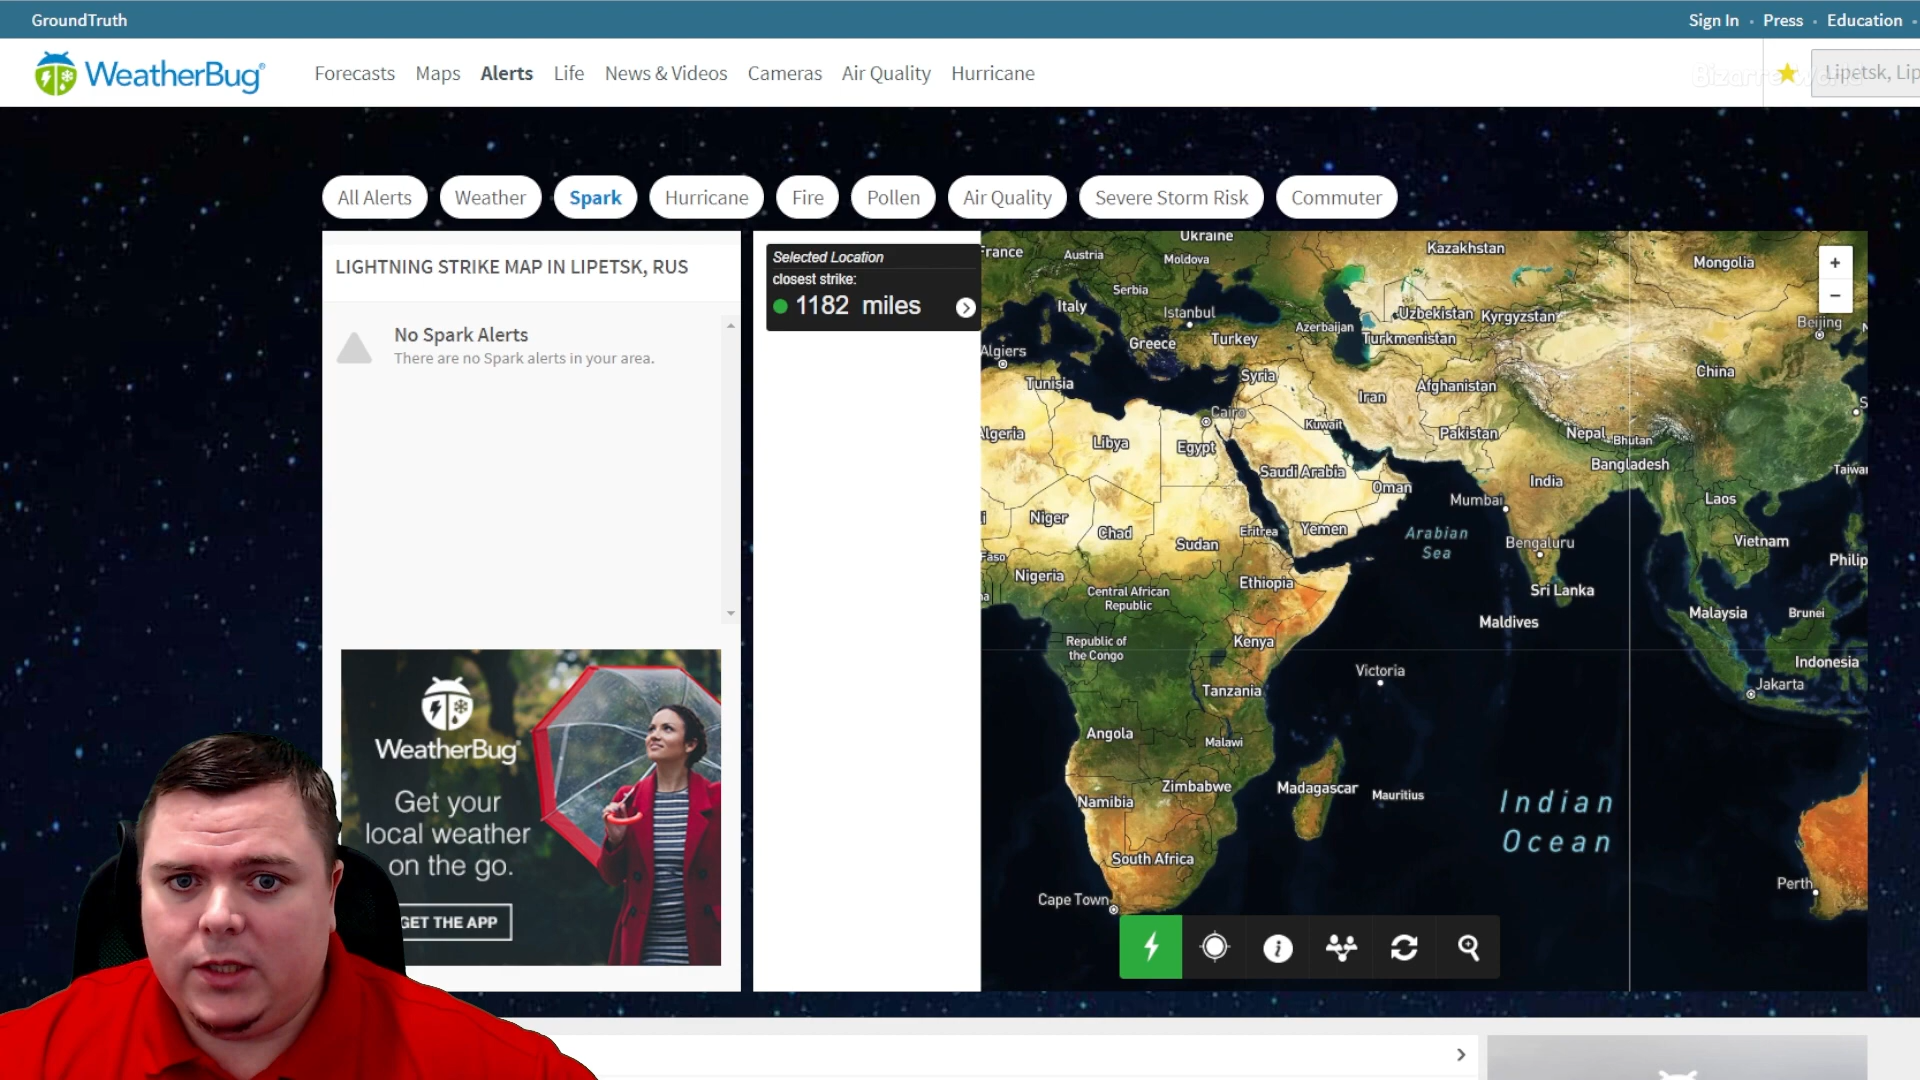 GroundTruth
Sign In • Press • Education •
WeatherBug®
Forecasts Maps Alerts Life News & Videos Cameras Air Quality Hurricane
Bizarre World
Lipetsk, Lip
All Alerts Weather Spark Hurricane Fire Pollen Air Quality Severe Storm Risk Commuter
LIGHTNING STRIKE MAP IN LIPETSK, RUS
No Spark Alerts
There are no Spark alerts in your area.
Selected Location
closest strike:
1182 miles
Ukraine
France
Austria
Moldova
Kazakhstan
Mongolia
+
−
Serbia
Italy
Istanbul
Uzbekistan
Kyrgyzstan
Beijing
Azerbaijan
Turkey
Turkmenistan
Greece
Algiers
Syria
China
Tunisia
Iran
Afghanistan
Cairo
Kuwait
Algeria
Libya
Egypt
Pakistan
Nepal
Bhutan
Bangladesh
Saudi Arabia
Taiwan
India
Oman
Mumbai
Laos
Niger
Chad
Eritrea
Yemen
Arabian
Sea
Sudan
Bengaluru
Vietnam
Faso
Philip
Nigeria
Ethiopia
Central African
Republic
Sri Lanka
Malaysia
Brunei
Maldives
Republic of
the Congo
Kenya
Indonesia
Victoria
Jakarta
Tanzania
Angola
Malawi
Zimbabwe
Madagascar
Mauritius
Namibia
Indian
Ocean
South Africa
Perth
Cape Town
WeatherBug®
Get your
local weather
on the go.
GET THE APP